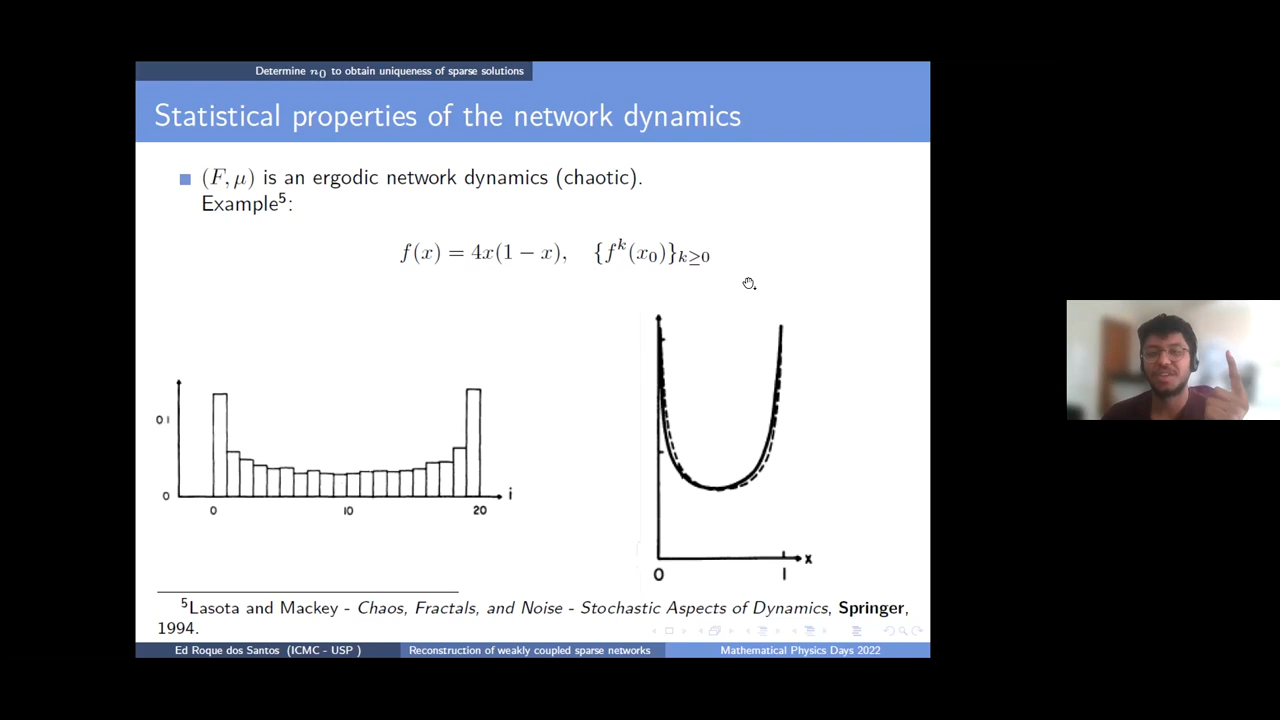 Determine n₀ to obtain uniqueness of sparse solutions
Statistical properties of the network dynamics
(F, μ) is an ergodic network dynamics (chaotic).
Example⁵:
f(x) = 4x(1 − x), {fᵏ(x₀)}ₖ≥₀
0.1
0
0 10 20
i
0 1
x
⁵Lasota and Mackey - Chaos, Fractals, and Noise - Stochastic Aspects of Dynamics, Springer,
1994.
Ed Roque dos Santos (ICMC - USP ) Reconstruction of weakly coupled sparse networks Mathematical Physics Days 2022